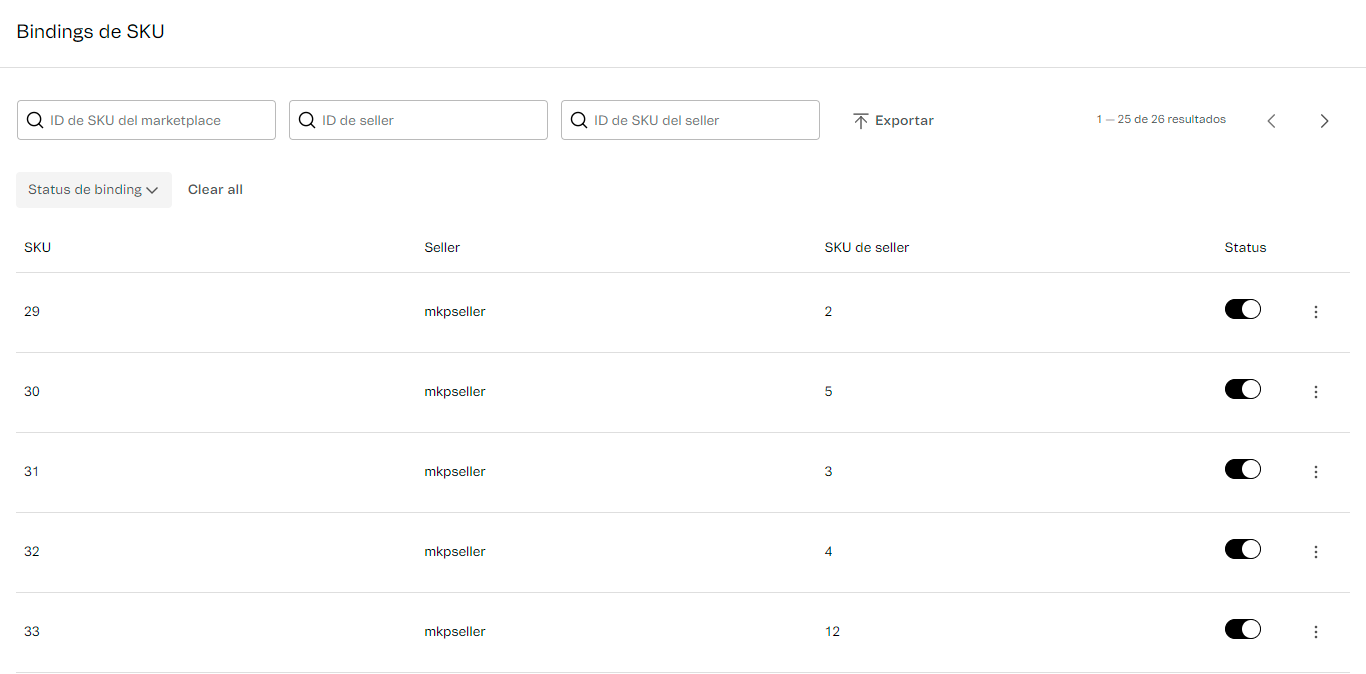 Bindings de SKU
ID de SKU del marketplace ID de seller ID de SKU del seller Exportar 1 — 25 de 26 resultados
Status de binding Clear all
SKU Seller SKU de seller Status
29 mkpseller 2
30 mkpseller 5
31 mkpseller 3
32 mkpseller 4
33 mkpseller 12